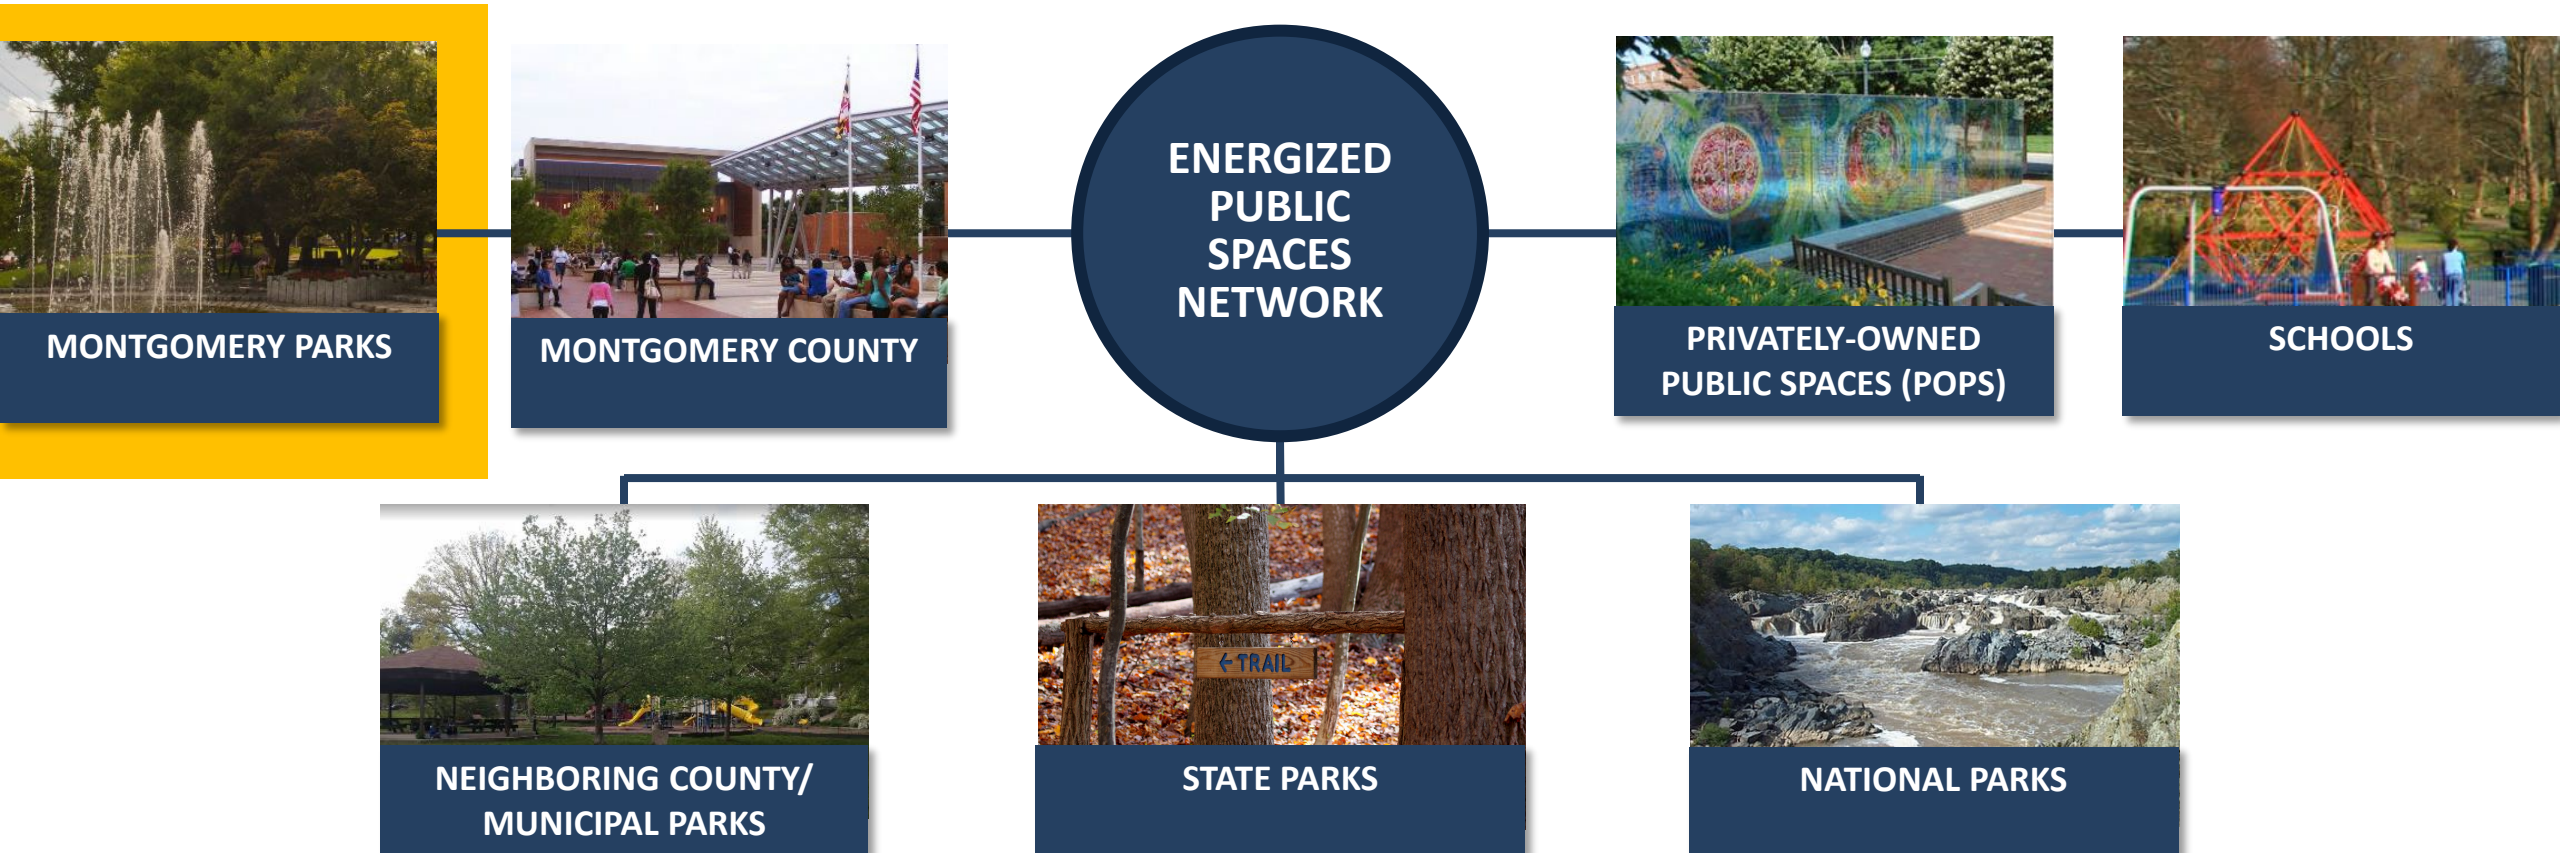 MONTGOMERY PARKS
MONTGOMERY COUNTY
ENERGIZED
PUBLIC
SPACES
NETWORK
PRIVATELY-OWNED
PUBLIC SPACES (POPS)
SCHOOLS
NEIGHBORING COUNTY/
MUNICIPAL PARKS
←TRAIL
STATE PARKS
NATIONAL PARKS